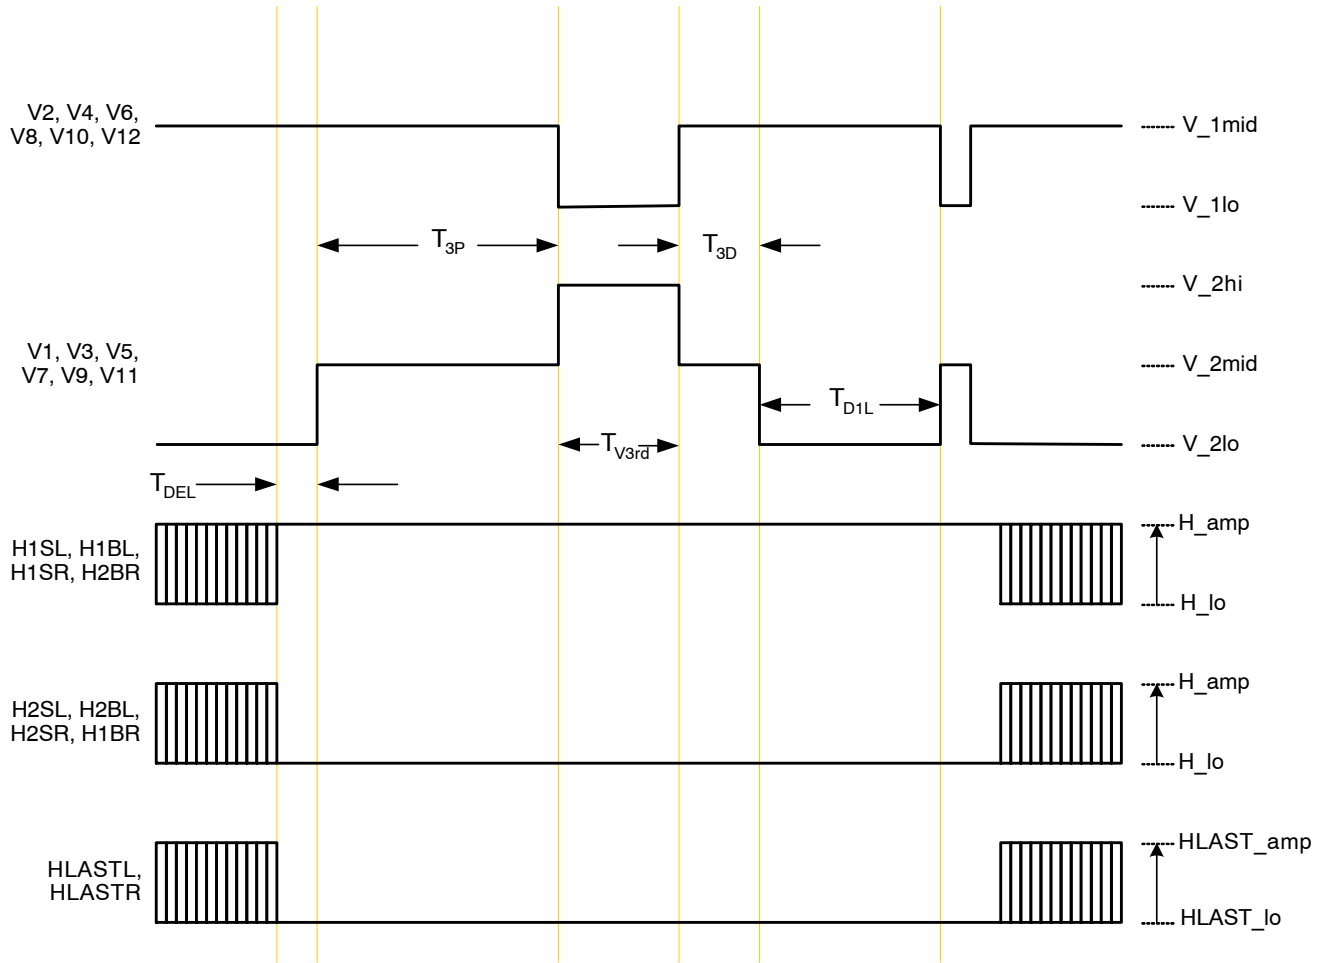 V2, V4, V6,
V8, V10, V12
V_1mid
V_1lo
T3P
T3D
V_2hi
V1, V3, V5,
V7, V9, V11
V_2mid
TD1L
TV3rd
V_2lo
TDEL
H1SL, H1BL,
H1SR, H2BR
H_amp
H_lo
H2SL, H2BL,
H2SR, H1BR
H_amp
H_lo
HLASTL,
HLASTR
HLAST_amp
HLAST_lo